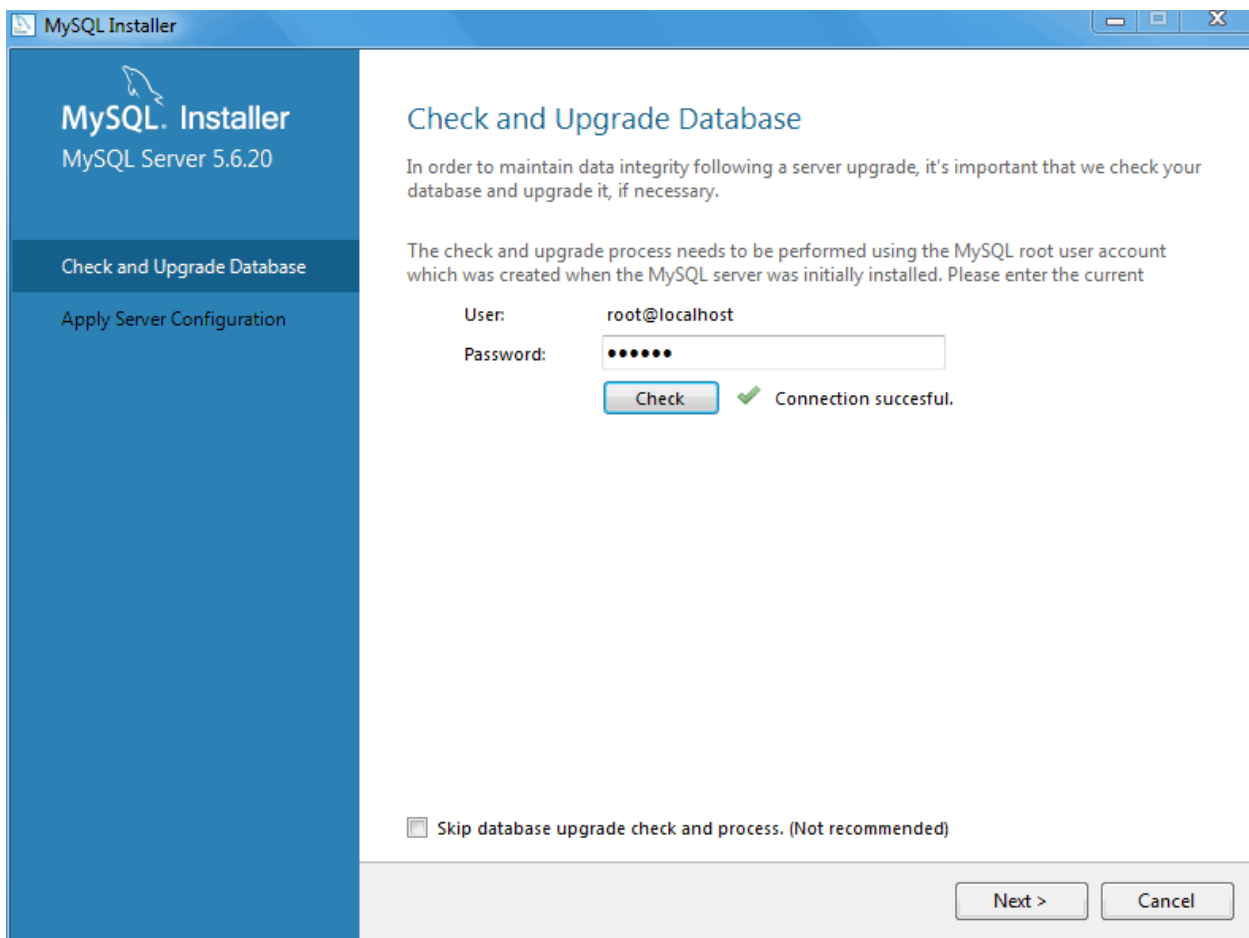 MySQL Installer
MySQL. Installer
MySQL Server 5.6.20
Check and Upgrade Database
Apply Server Configuration
Check and Upgrade Database
In order to maintain data integrity following a server upgrade, it's important that we check your
database and upgrade it, if necessary.
The check and upgrade process needs to be performed using the MySQL root user account
which was created when the MySQL server was initially installed. Please enter the current
User: root@localhost
Password: ●●●●●●
Check Connection succesful.
Skip database upgrade check and process. (Not recommended)
Next > Cancel